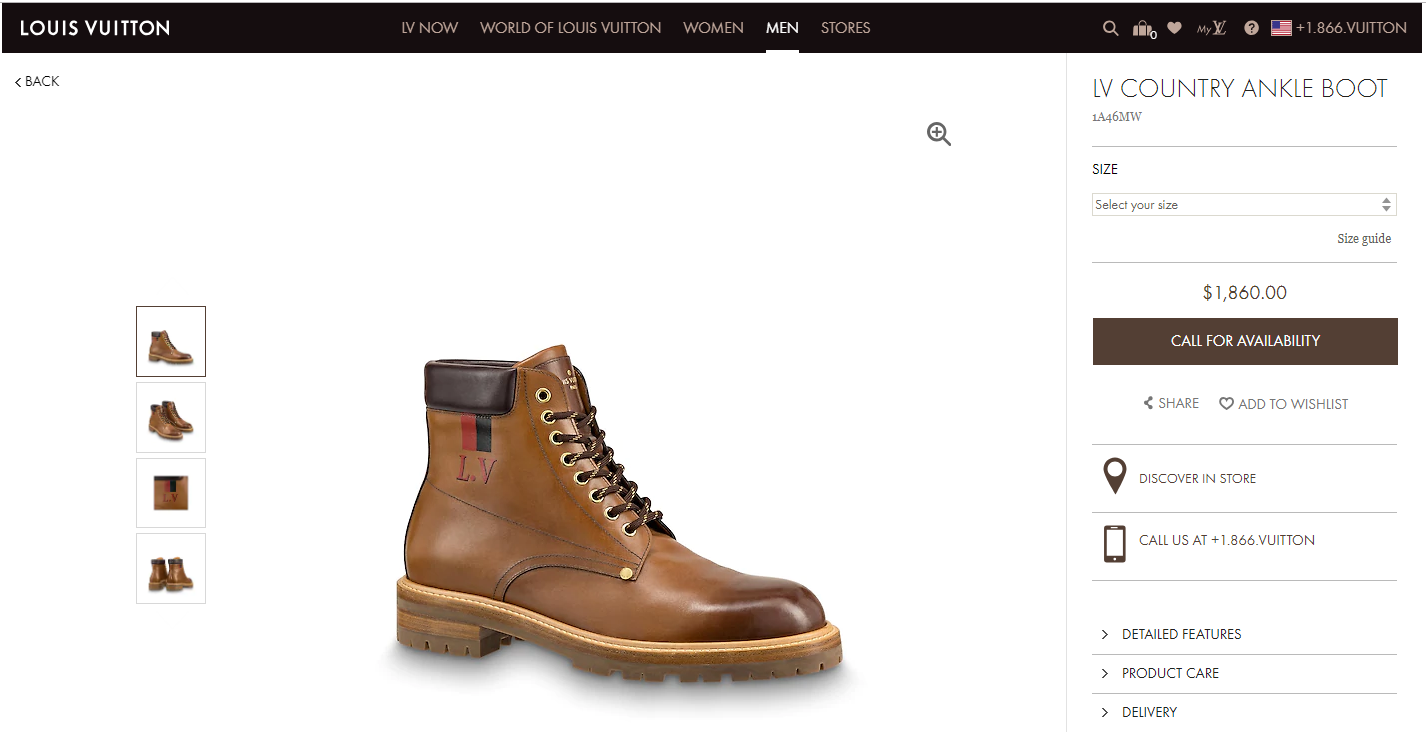 LOUIS VUITTON
LV NOW WORLD OF LOUIS VUITTON WOMEN MEN STORES
0 My LV ? +1.866.VUITTON
BACK
LV COUNTRY ANKLE BOOT
1A46MW
SIZE
Select your size
Size guide
$1,860.00
CALL FOR AVAILABILITY
SHARE ADD TO WISHLIST
DISCOVER IN STORE
CALL US AT +1.866.VUITTON
DETAILED FEATURES
PRODUCT CARE
DELIVERY
L.V